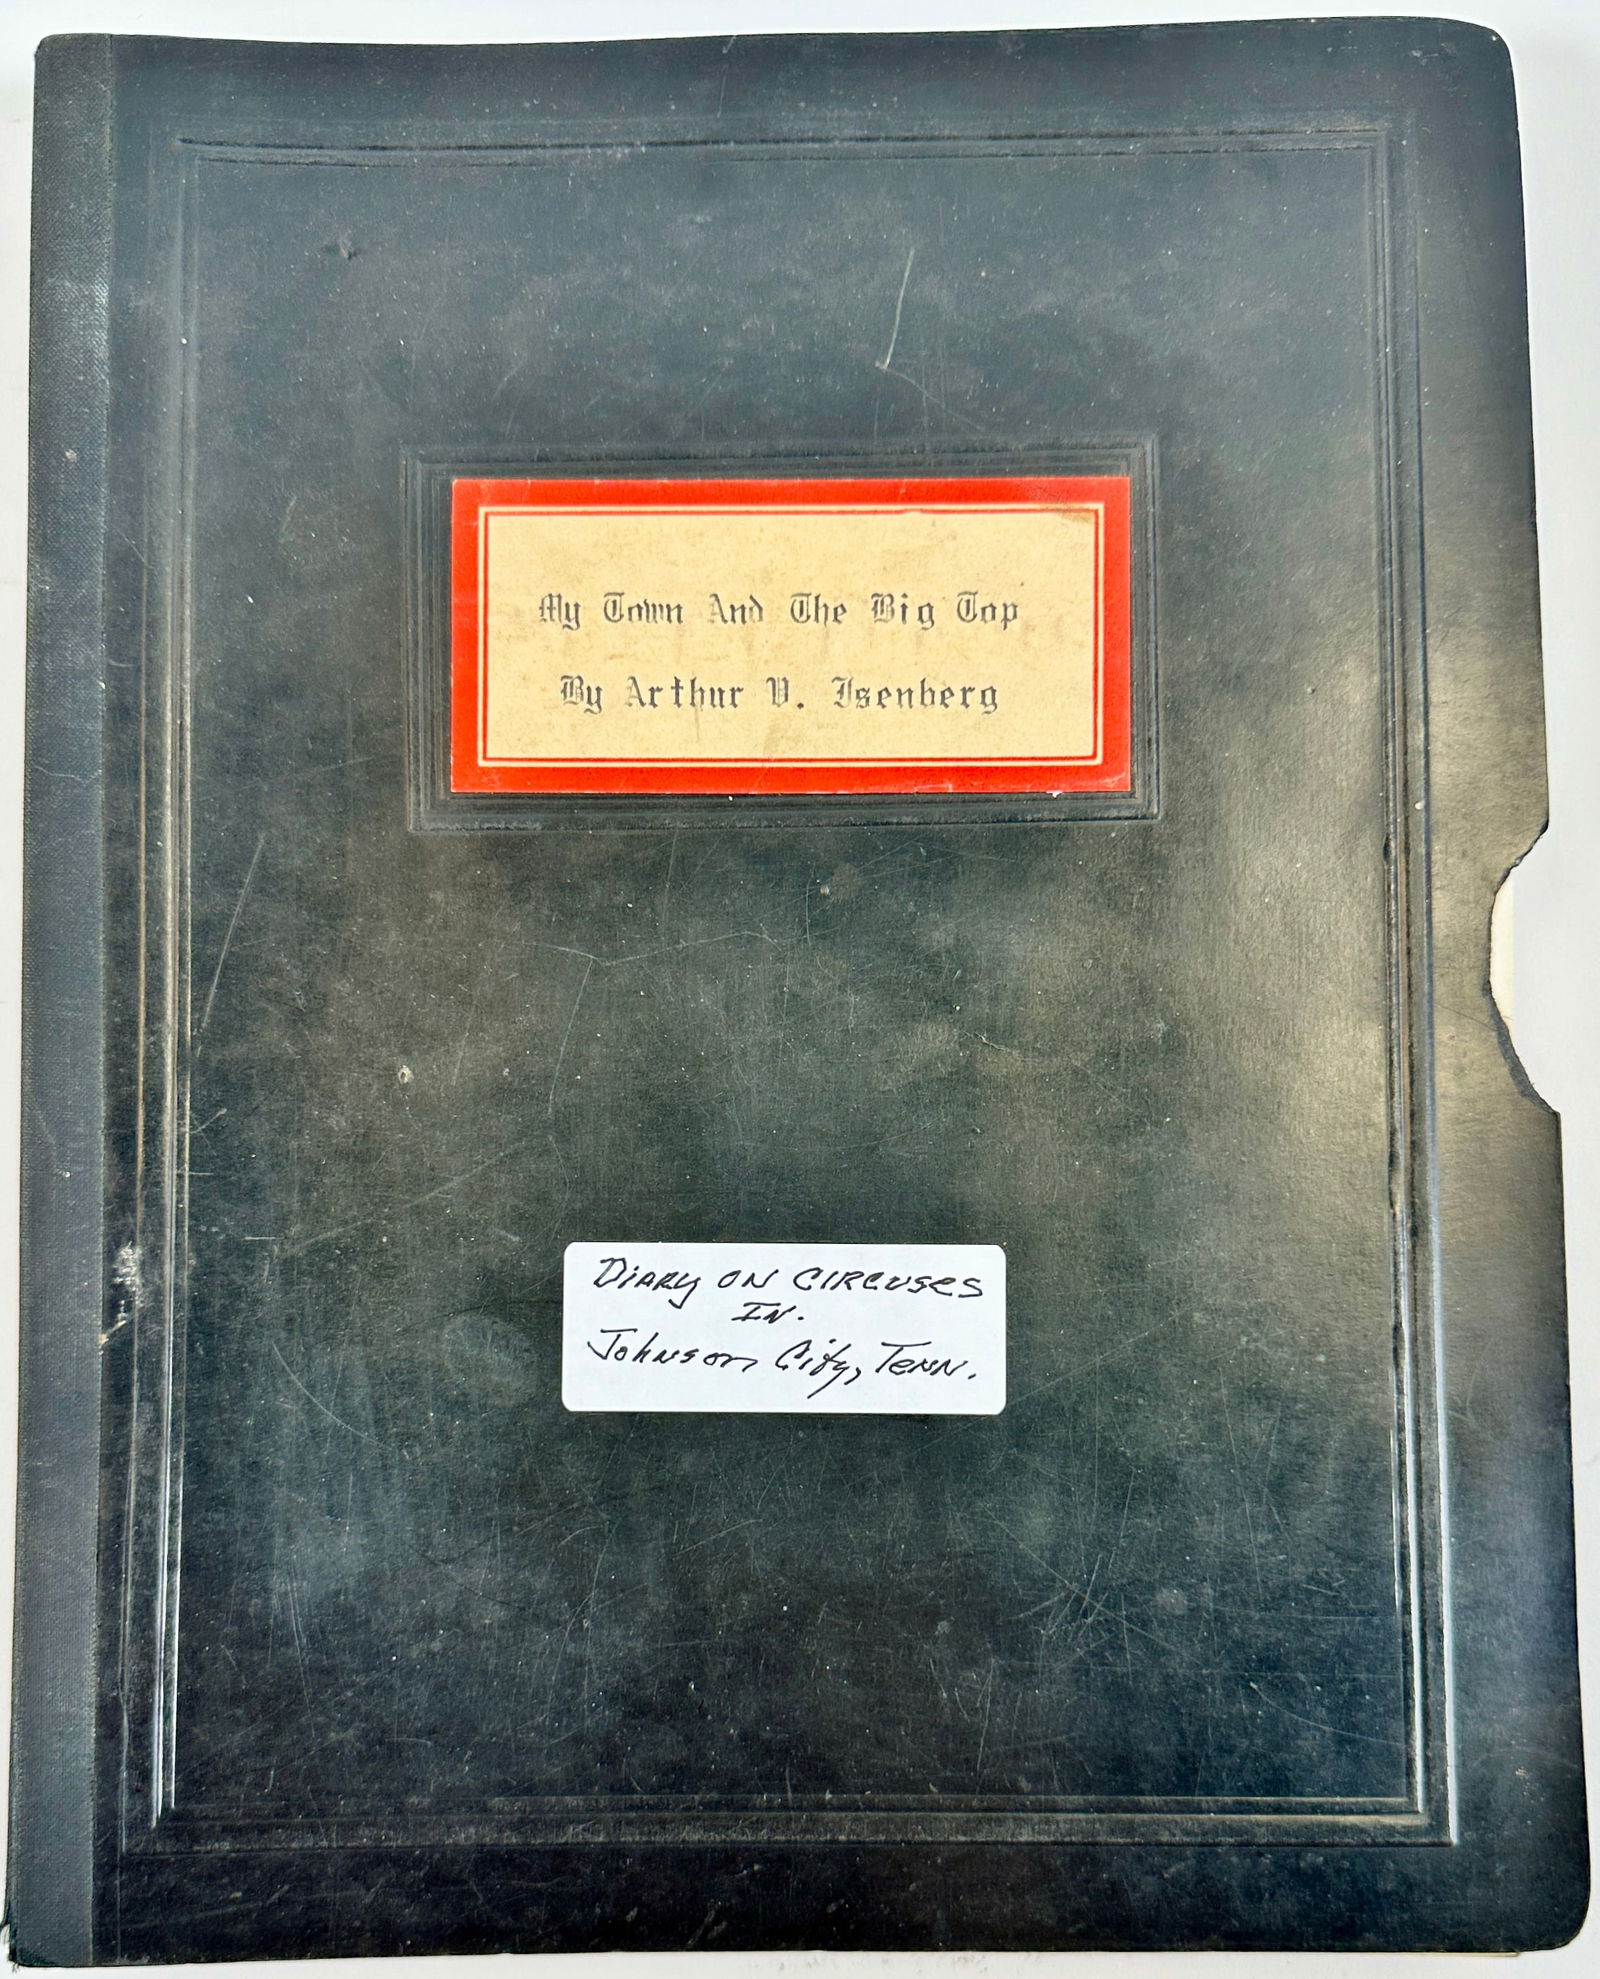 My Town And The Big Top
By Arthur V. Isenberg
Diary on Circuses
In.
Johnson City, Tenn.